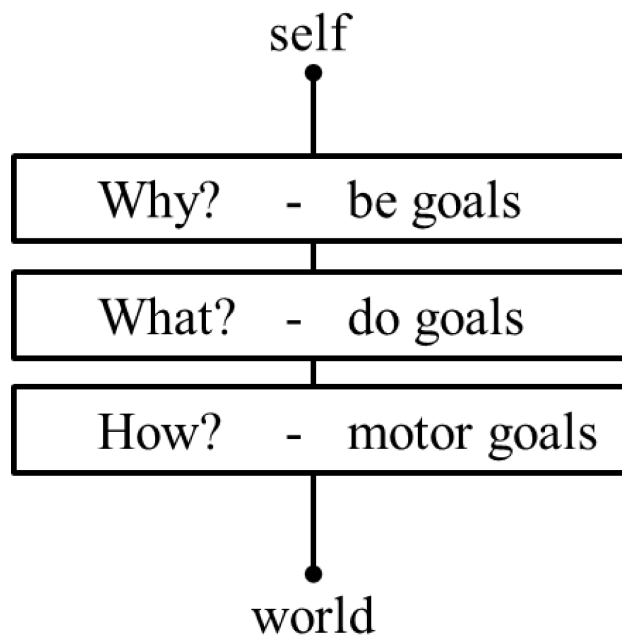 self
Why? - be goals
What? - do goals
How? - motor goals
world